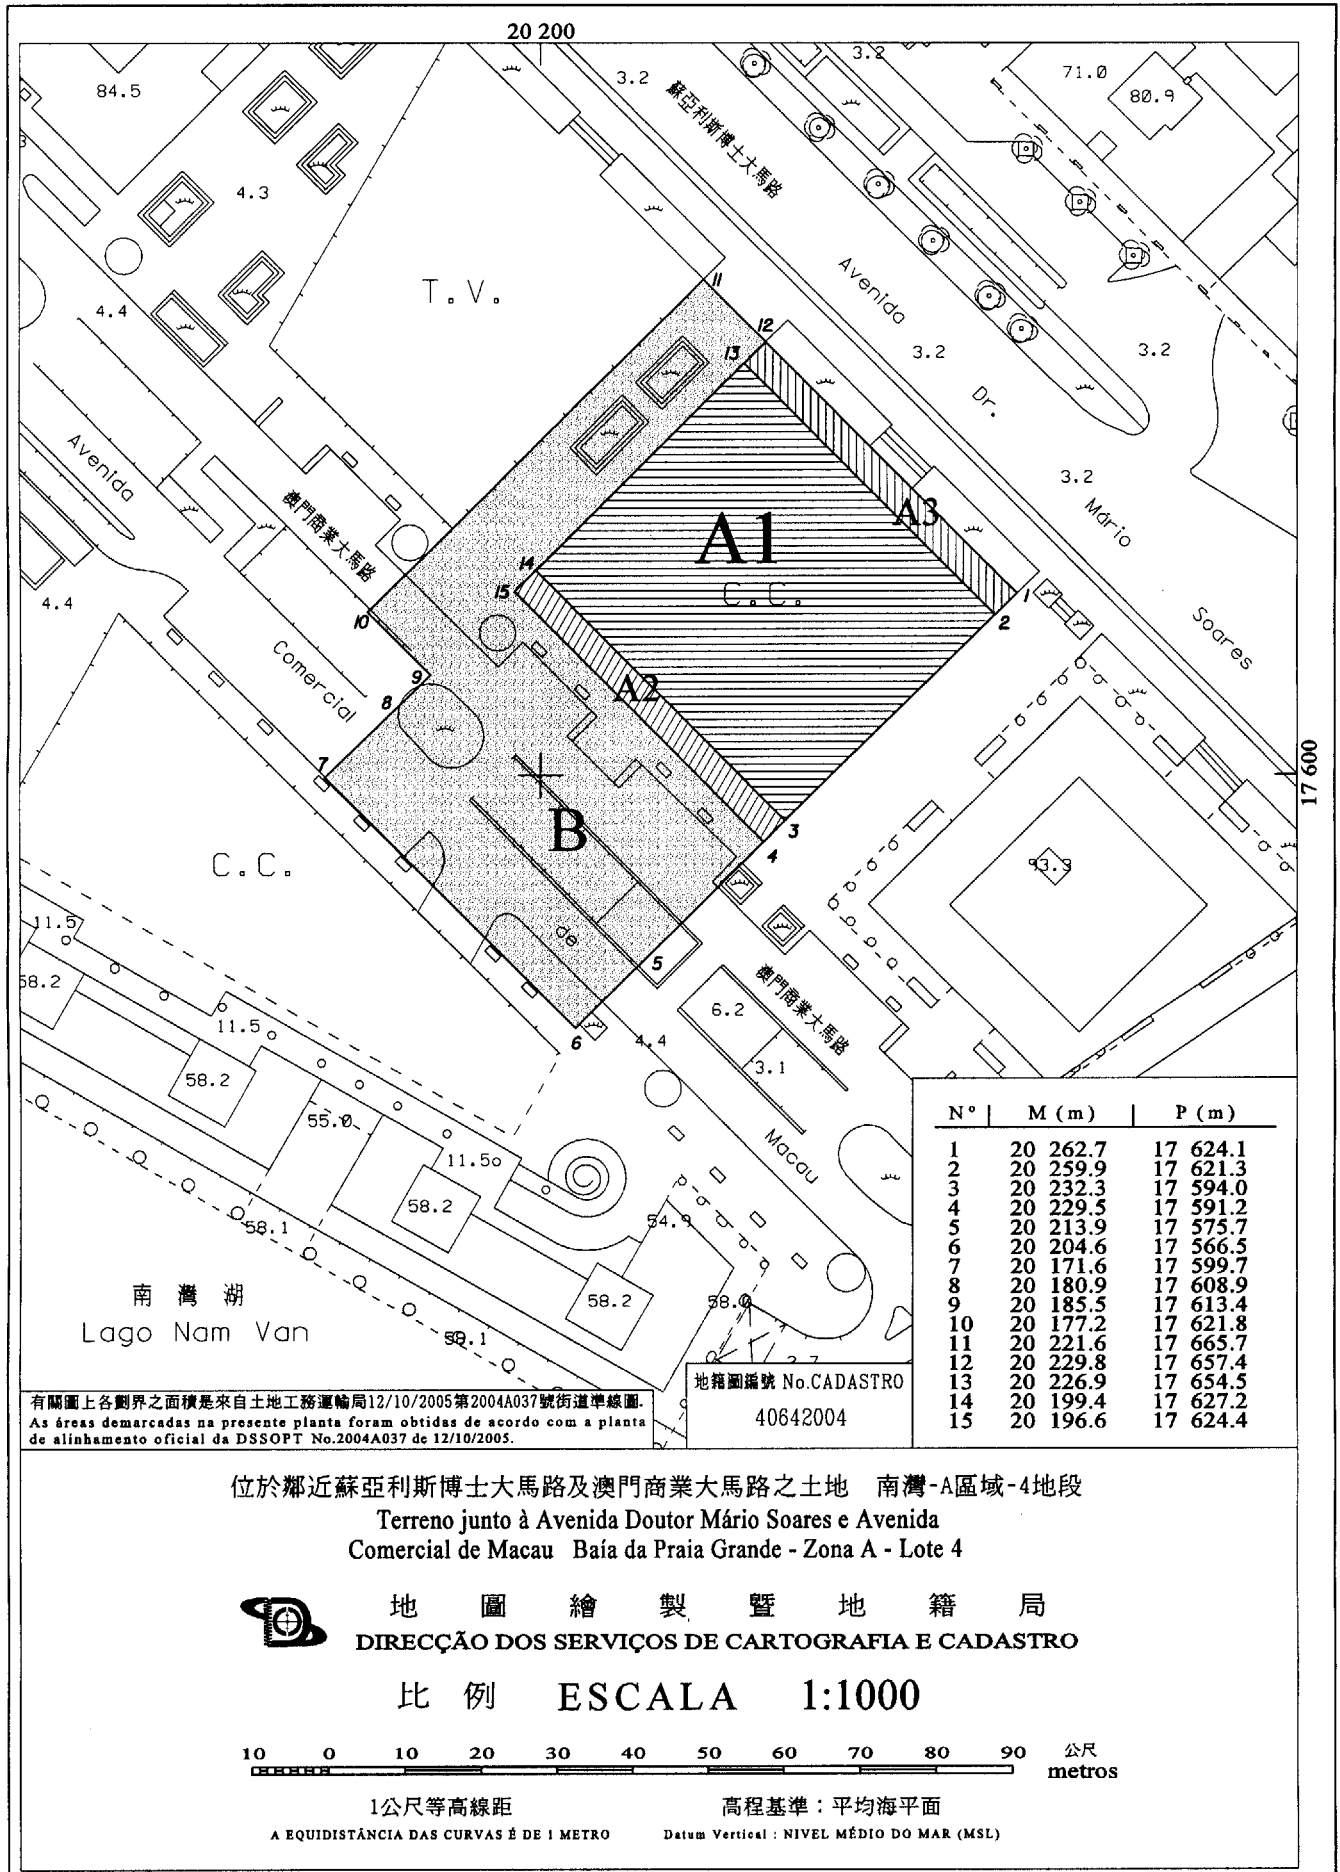 20 200
84.5
3.2
3.2
71.0
80.9
蘇亞利斯博士大馬路
4.3
T.V.
11
Avenida
4.4
12
13
3.2
3.2
Dr.
Avenida
3.2
澳門商業大馬路
A3
Mário
A1
C.C.
14
15
1
2
4.4
10
Soares
Comercial
9
A2
8
7
17 600
B
3
4
C.C.
93.3
11.5
de
5
58.2
澳門商業大馬路
6.2
11.5
6
4.4
3.1
58.2
55.0
Macau
11.5
58.2
54.9
58.1
58.2
58.0
南灣湖
Lago Nam Van
58.1
Nº M (m) P (m)
1 20 262.7 17 624.1
2 20 259.9 17 621.3
3 20 232.3 17 594.0
4 20 229.5 17 591.2
5 20 213.9 17 575.7
6 20 204.6 17 566.5
7 20 171.6 17 599.7
8 20 180.9 17 608.9
9 20 185.5 17 613.4
10 20 177.2 17 621.8
11 20 221.6 17 665.7
12 20 229.8 17 657.4
13 20 226.9 17 654.5
14 20 199.4 17 627.2
15 20 196.6 17 624.4
有關圖上各劃界之面積是來自土地工務運輸局12/10/2005第2004A037號街道準線圖.
As áreas demarcadas na presente planta foram obtidas de acordo com a planta
de alinhamento oficial da DSSOPT No.2004A037 de 12/10/2005.
地籍圖編號 No.CADASTRO
40642004
位於鄰近蘇亞利斯博士大馬路及澳門商業大馬路之土地 南灣-A區域-4地段
Terreno junto à Avenida Doutor Mário Soares e Avenida
Comercial de Macau Baía da Praia Grande - Zona A - Lote 4
地圖繪製暨地籍局
DIRECÇÃO DOS SERVIÇOS DE CARTOGRAFIA E CADASTRO
比例 ESCALA 1:1000
10 0 10 20 30 40 50 60 70 80 90 公尺
metros
1公尺等高線距
A EQUIDISTÂNCIA DAS CURVAS É DE 1 METRO
高程基準：平均海平面
Datum Vertical : NIVEL MÉDIO DO MAR (MSL)